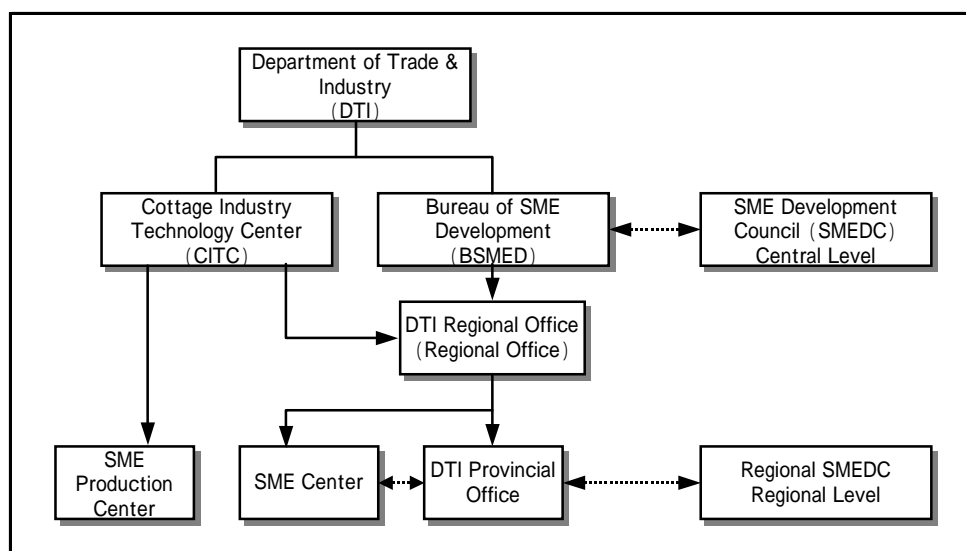 Department of Trade &
Industry
(DTI)
Cottage Industry
Technology Center
(CITC)
Bureau of SME
Development
(BSMED)
SME Development
Council (SMEDC)
Central Level
DTI Regional Office
(Regional Office)
SME
Production
Center
SME Center
DTI Provincial
Office
Regional SMEDC
Regional Level